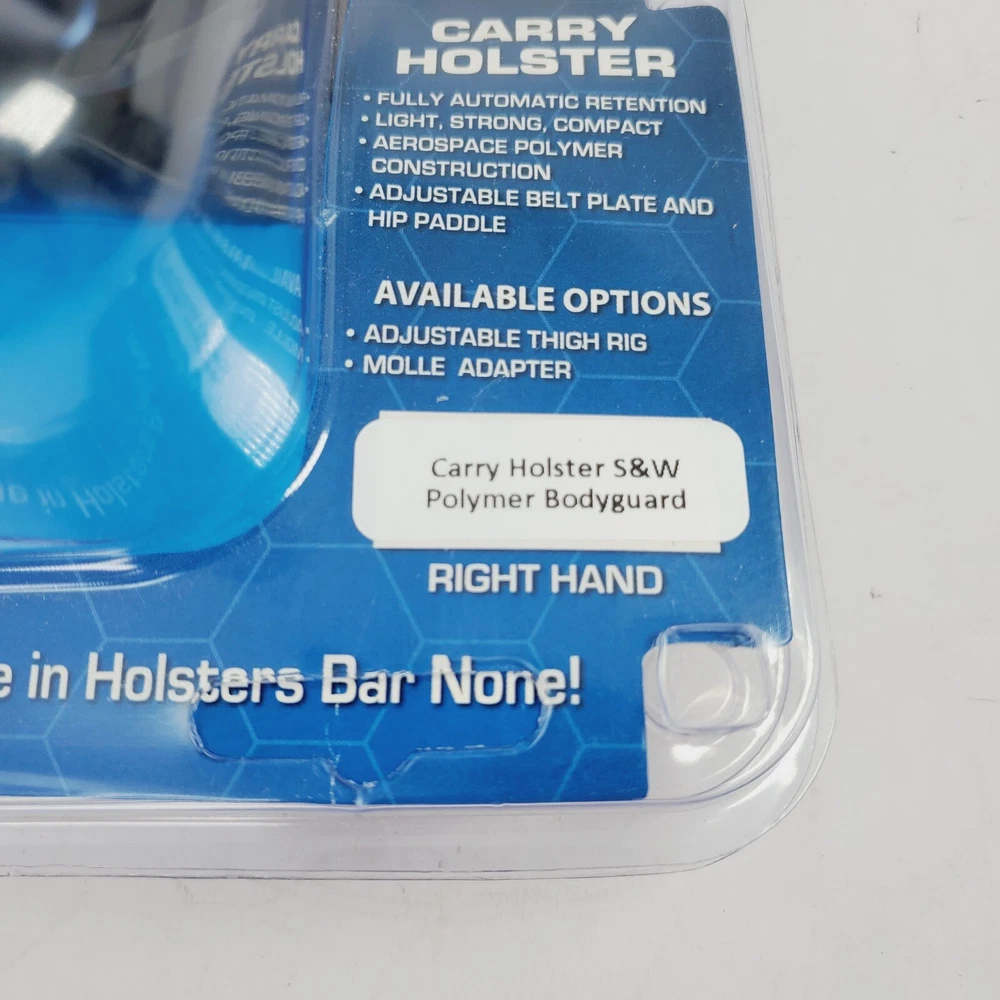 CARRY
HOLSTER
• FULLY AUTOMATIC RETENTION
• LIGHT, STRONG, COMPACT
• AEROSPACE POLYMER
CONSTRUCTION
• ADJUSTABLE BELT PLATE AND
HIP PADDLE
AVAILABLE OPTIONS
• ADJUSTABLE THIGH RIG
• MOLLE ADAPTER
Carry Holster S&W
Polymer Bodyguard
RIGHT HAND
in Holsters Bar None!